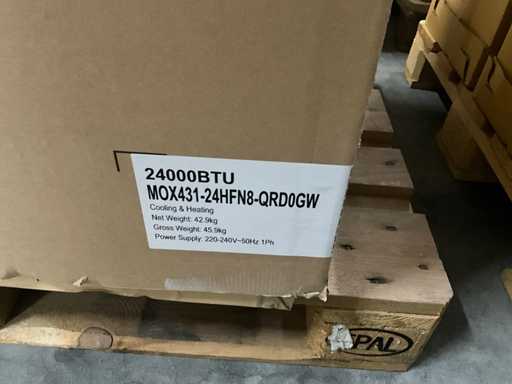 24000BTU
MOX431-24HFN8-QRD0GW
Cooling & Heating
Net Weight: 42.9kg
Gross Weight: 45.9kg
Power Supply: 220-240V~50Hz 1Ph